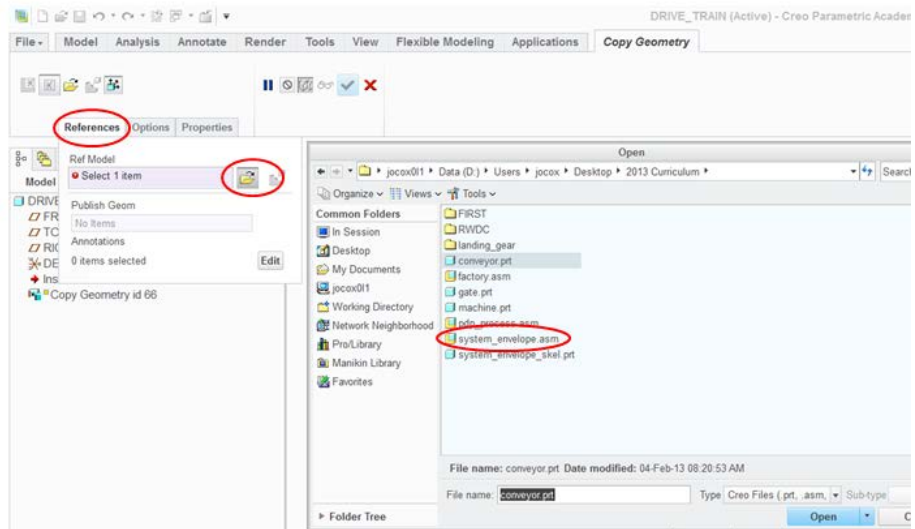 DRIVE_TRAIN (Active) - Creo Parametric Acade
File Model Analysis Annotate Render Tools View Flexible Modeling Applications Copy Geometry
References Options Properties
Ref Model
Select 1 item
Publish Geom
No Items
Annotations
0 items selected Edit
Model
DRIVE
FR
TO
RIG
DE
Ins
Copy Geometry id 66
Open
jocox0l1 Data (D:) Users jocox Desktop 2013 Curriculum Search
Organize Views Tools
Common Folders
In Session
Desktop
My Documents
jocox0l1
Working Directory
Network Neighborhood
Pro/Library
Manikin Library
Favorites
FIRST
RWDC
landing_gear
conveyor.prt
factory.asm
gate.prt
machine.prt
pdn_process.asm
system_envelope.asm
system_envelope_skel.prt
File name: conveyor.prt Date modified: 04-Feb-13 08:20:53 AM
File name: conveyor.prt Type Creo Files (.prt, .asm, Sub-type
Folder Tree
Open C